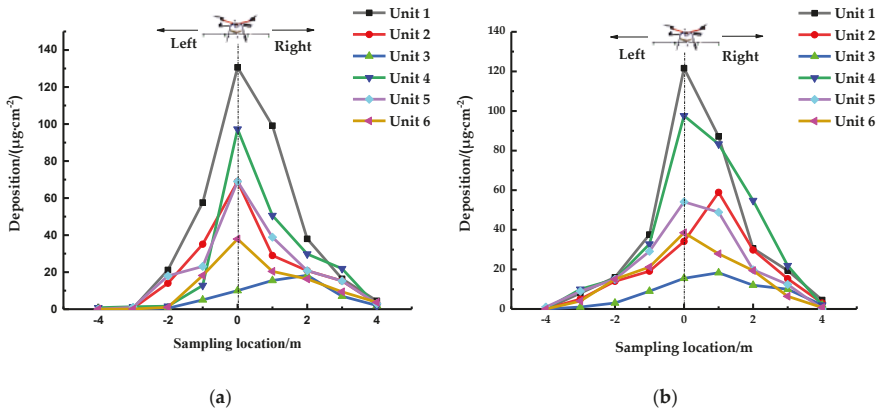 Left
Right
Unit 1
Unit 2
Unit 3
Unit 4
Unit 5
Unit 6
140
120
100
80
60
40
20
0
-4
-2
0
2
4
Deposition/(μg·cm-2)
Sampling location/m
(a)
Left
Right
Unit 1
Unit 2
Unit 3
Unit 4
Unit 5
Unit 6
140
120
100
80
60
40
20
0
-4
-2
0
2
4
Deposition/(μg·cm-2)
Sampling location/m
(b)